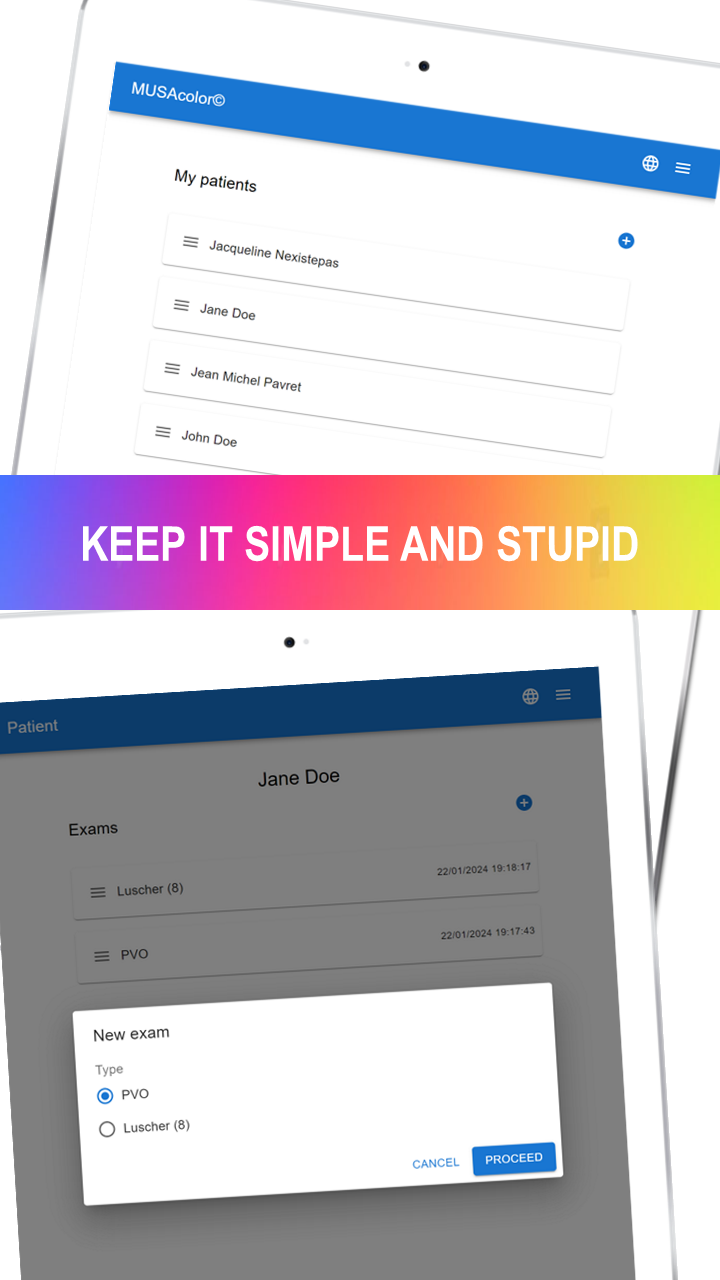 MUSAcolor©
My patients
Jacqueline Nexistepas
Jane Doe
Jean Michel Pavret
John Doe
KEEP IT SIMPLE AND STUPID
Patient
Jane Doe
Exams
Luscher (8) 22/01/2024 19:18:17
PVO 22/01/2024 19:17:43
New exam
Type
PVO
Luscher (8)
CANCEL PROCEED